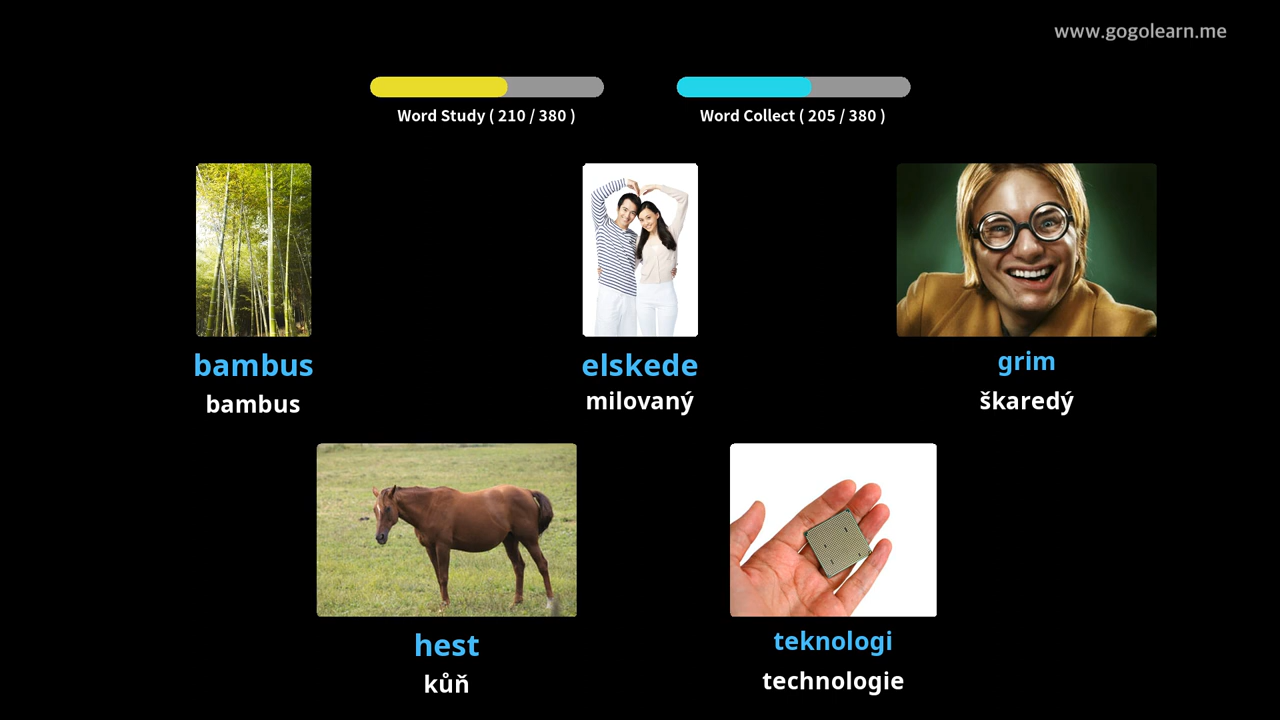 www.gogolearn.me
Word Study ( 210 / 380 )
Word Collect ( 205 / 380 )
bambus
bambus
elskede
milovaný
grim
škaredý
hest
kůň
teknologi
technologie